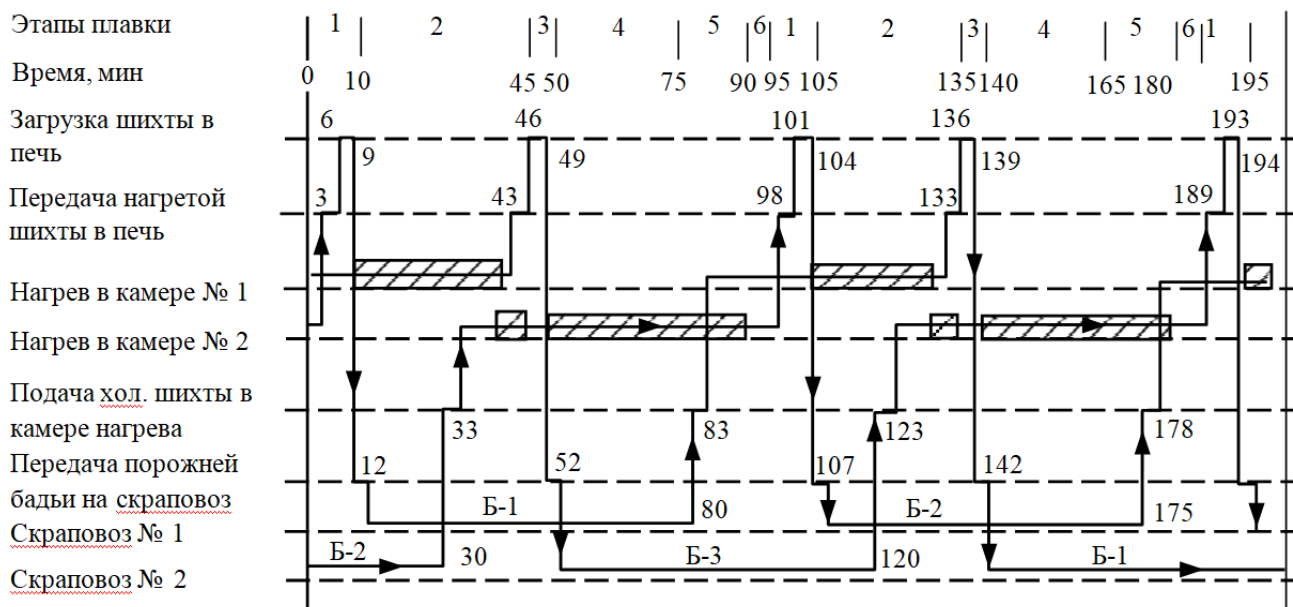 Этапы плавки
1 2 3 4 5 6 1 2 3 4 5 6 1
Время, мин
0 10 45 50 75 90 95 105 135 140 165 180 195
Загрузка шихты в
печь
6 9 46 49 101 104 136 139 193 194
Передача нагретой
шихты в печь
3 43 98 133 189
Нагрев в камере № 1
Нагрев в камере № 2
Подача хол. шихты в
камере нагрева
33 83 123 178
Передача порожней
бадьи на скраповоз
12 52 107 142
Скраповоз № 1
Б-1 80 Б-2 175
Скраповоз № 2
Б-2 30 Б-3 120 Б-1